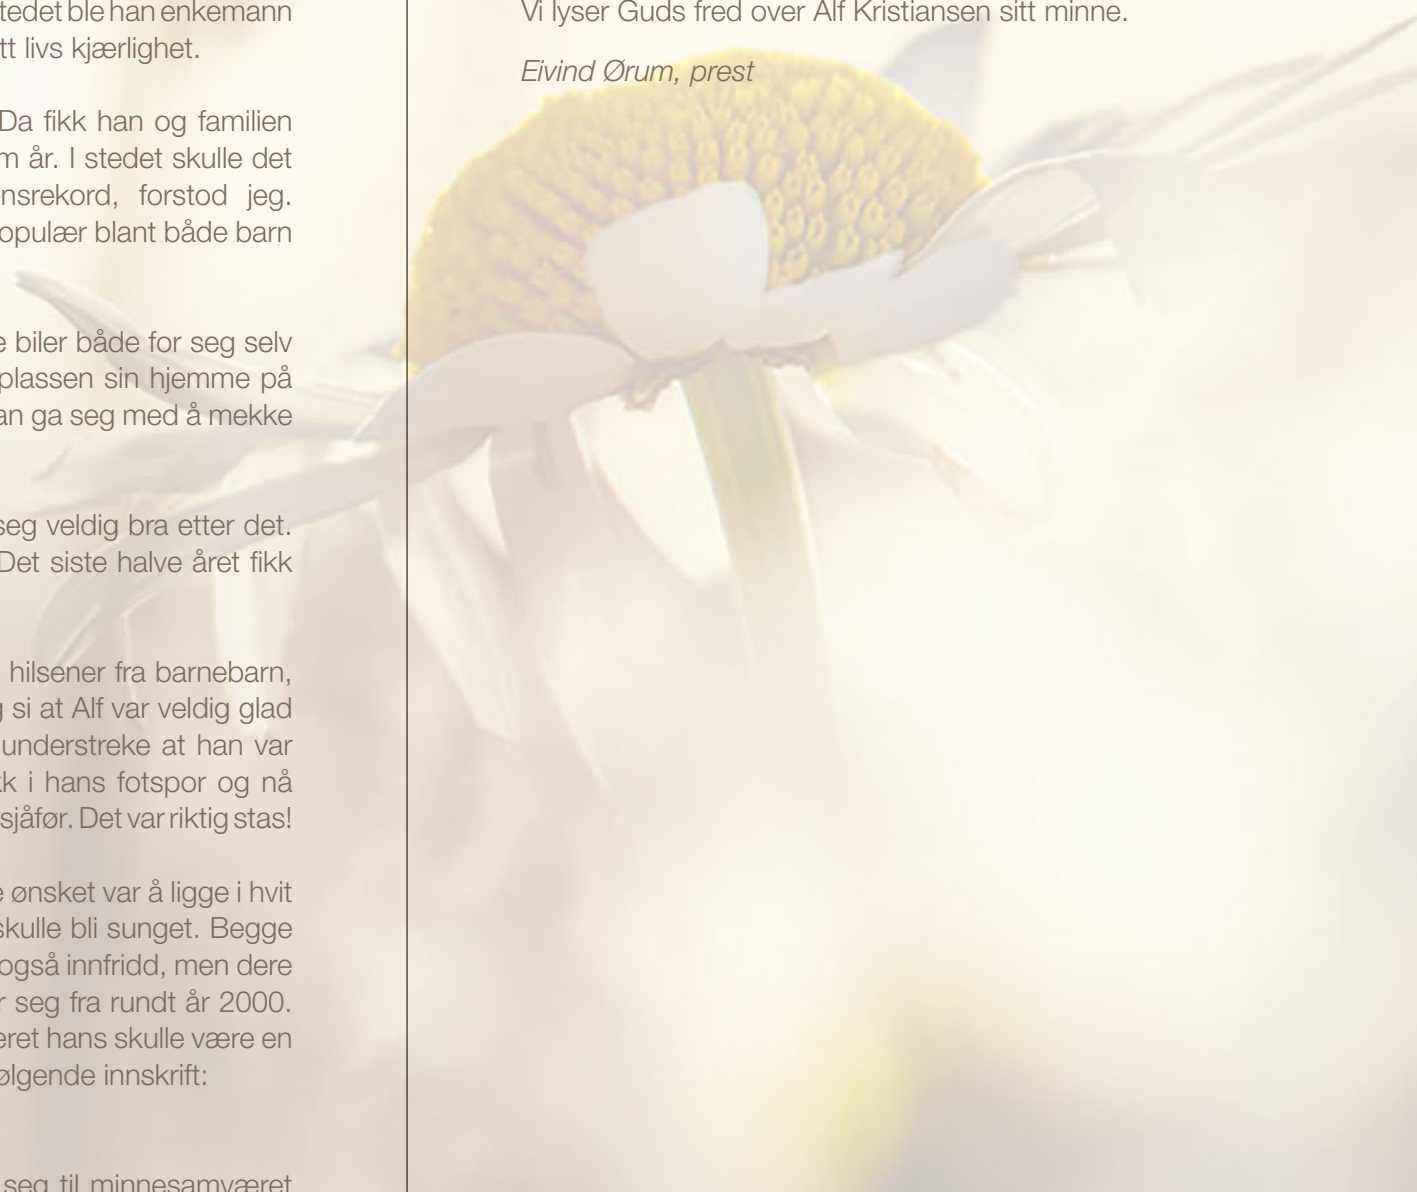 tedet ble han enkemann
tt livs kjærlighet.
Da fikk han og familien
m år. I stedet skulle det
ensrekord, forstod jeg.
opulær blant både barn
e biler både for seg selv
plassen sin hjemme på
an ga seg med å mekke
seg veldig bra etter det.
Det siste halve året fikk
hilsener fra barnebarn,
g si at Alf var veldig glad
understreke at han var
kk i hans fotspor og nå
sjåfør. Det var riktig stas!
e ønsket var å ligge i hvit
skulle bli sunget. Begge
også innfridd, men dere
r seg fra rundt år 2000.
eret hans skulle være en
ølgende innskrift:
seg til minnesamværet
Vi lyser Guds fred over Alf Kristiansen sitt minne.
Eivind Ørum, prest